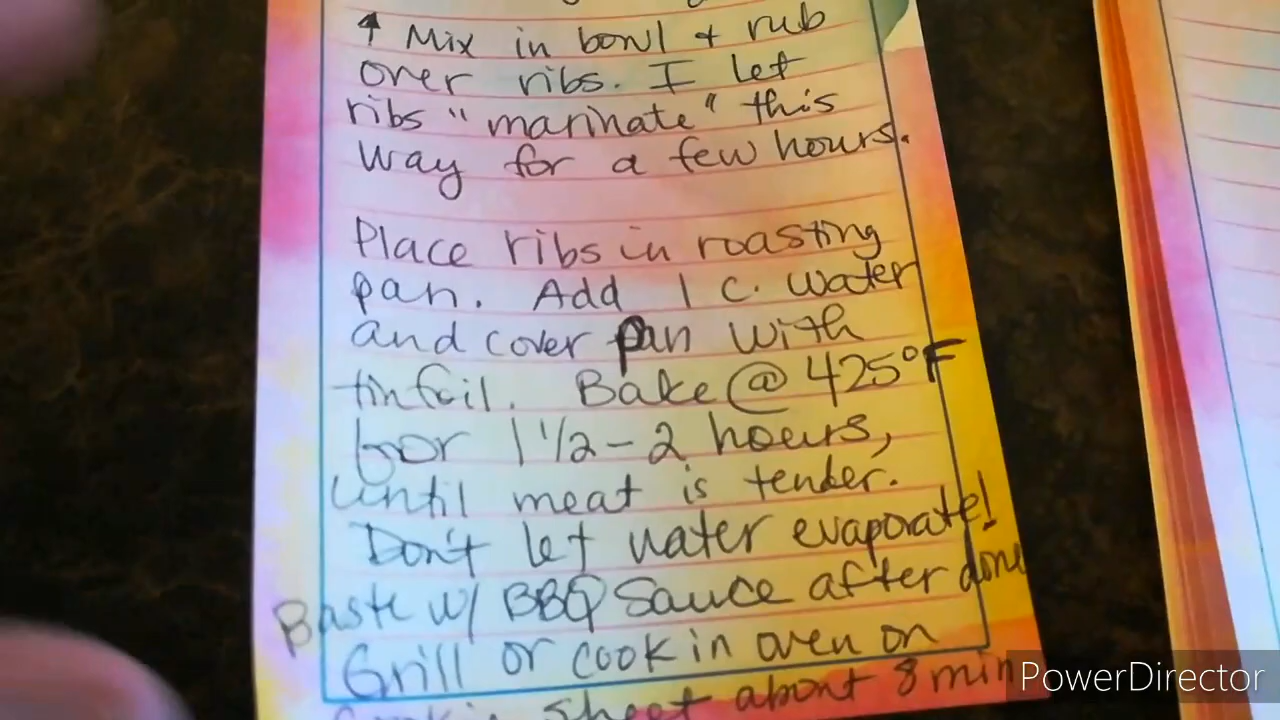 ↑ Mix in bowl + rub
over ribs. I let
ribs "marinate" this
way for a few hours.
Place ribs in roasting
pan. Add 1 c. water
and cover pan with
tinfoil. Bake @ 425°F
for 1 1/2 - 2 hours,
until meat is tender.
Don't let water evaporate!
Baste w/ BBQ Sauce after done
Grill or cook in oven on
sheet about 8 min
PowerDirector